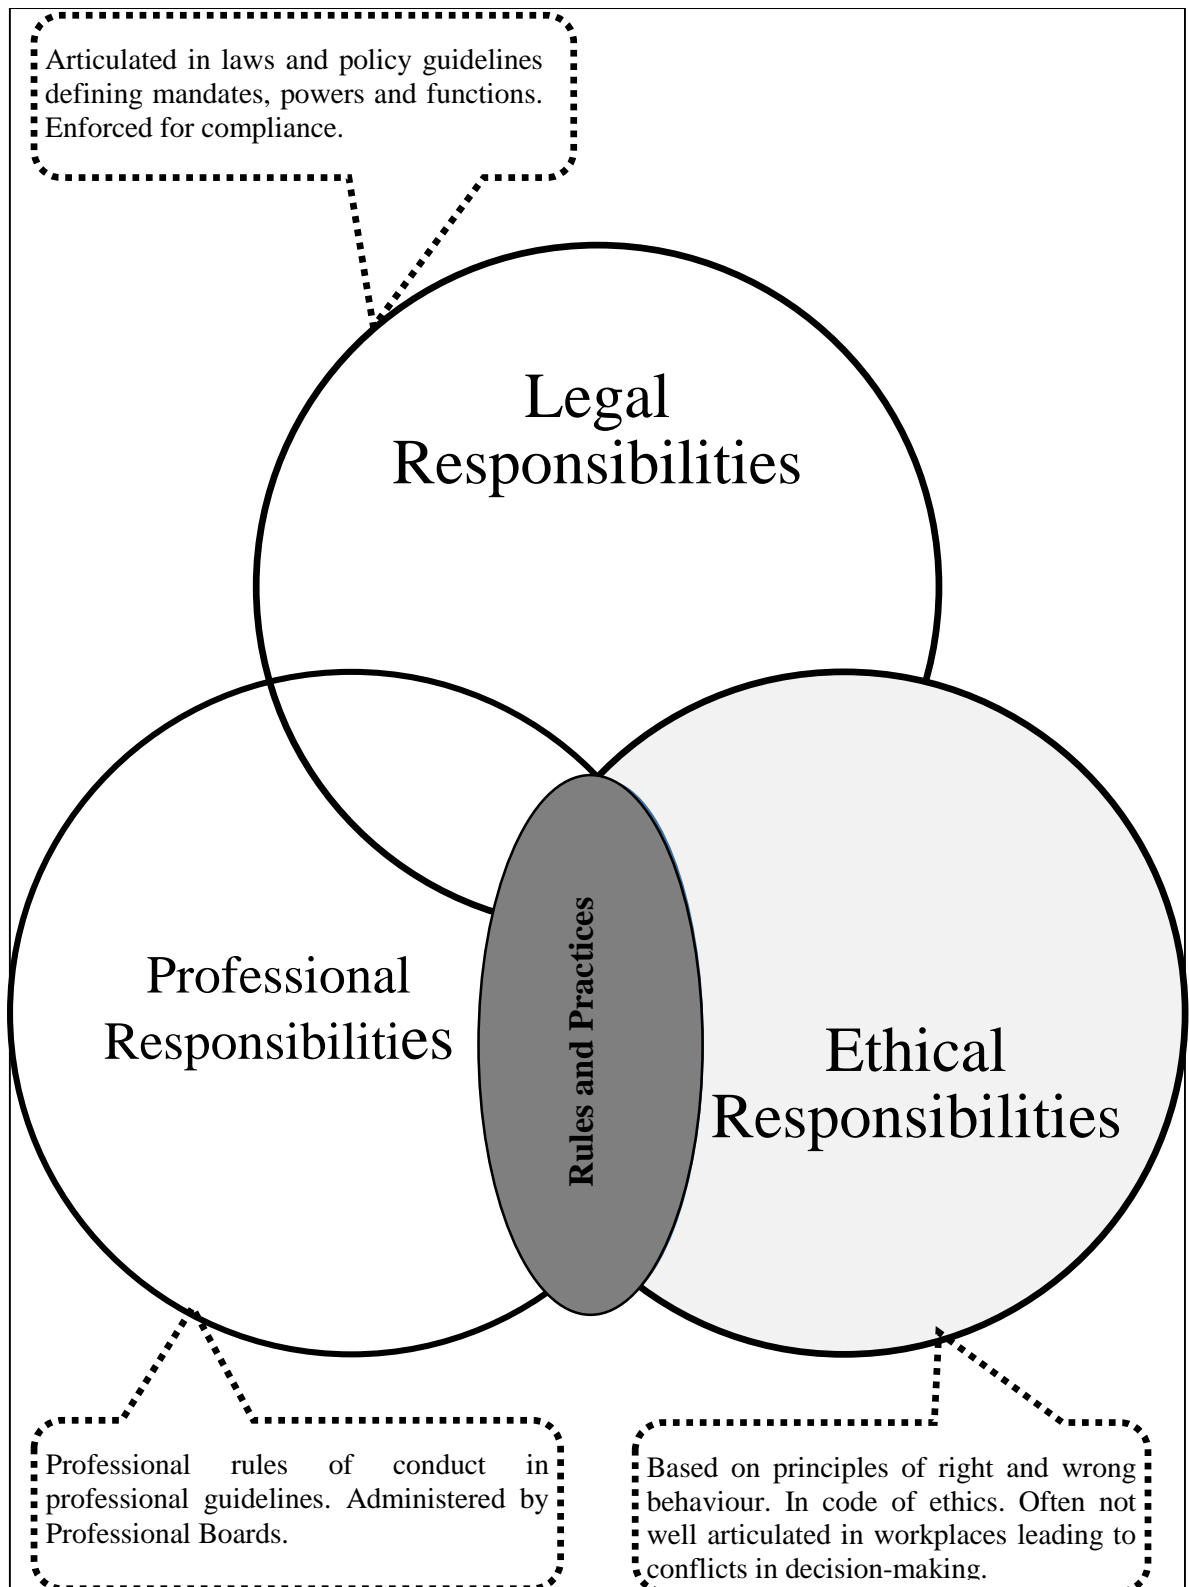 Articulated in laws and policy guidelines
defining mandates, powers and functions.
Enforced for compliance.
Legal
Responsibilities
Professional
Responsibilities
Rules and Practices
Ethical
Responsibilities
Professional rules of conduct in
professional guidelines. Administered by
Professional Boards.
Based on principles of right and wrong
behaviour. In code of ethics. Often not
well articulated in workplaces leading to
conflicts in decision-making.